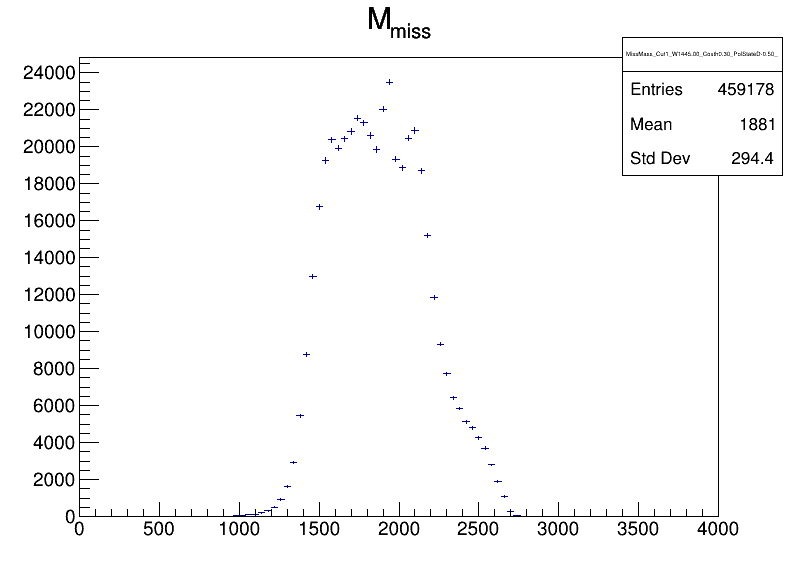 M_miss
MissMass_Cut1_W1445.00_Costh0.30_PolStateD-0.50_
Entries 459178
Mean 1881
Std Dev 294.4
24000
22000
20000
18000
16000
14000
12000
10000
8000
6000
4000
2000
0
0 500 1000 1500 2000 2500 3000 3500 4000